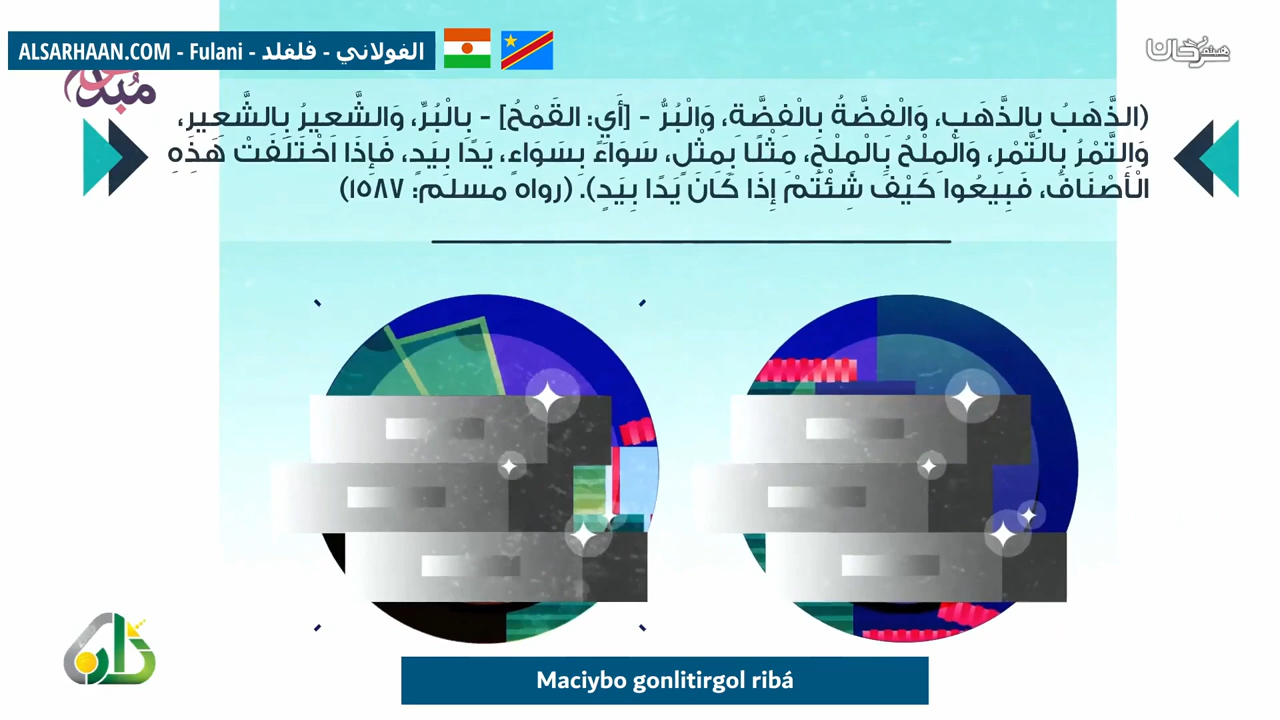 ALSARHAAN.COM - Fulani - الفولاني - فلفلد
(الذَّهَبُ بِالذَّهَبِ، وَالْفِضَّةُ بِالْفِضَّةِ، وَالْبُرُّ - [أَي: القَمْحُ] - بِالْبُرِّ، وَالشَّعِيرُ بِالشَّعِيرِ،
وَالتَّمْرُ بِالتَّمْرِ، وَالْمِلْحُ بِالْمِلْحِ، مَثْلًا بِمِثْلٍ، سَوَاءً بِسَوَاءٍ، يَدًا بِيَدٍ، فَإِذَا اخْتَلَفَتْ هَذِهِ
الْأَصْنَافُ، فَبِيعُوا كَيْفَ شِئْتُمْ إِذَا كَانَ يَدًا بِيَدٍ). (رواه مسلم: ١٥٨٧)
Maciybo gonlitirgol ribá